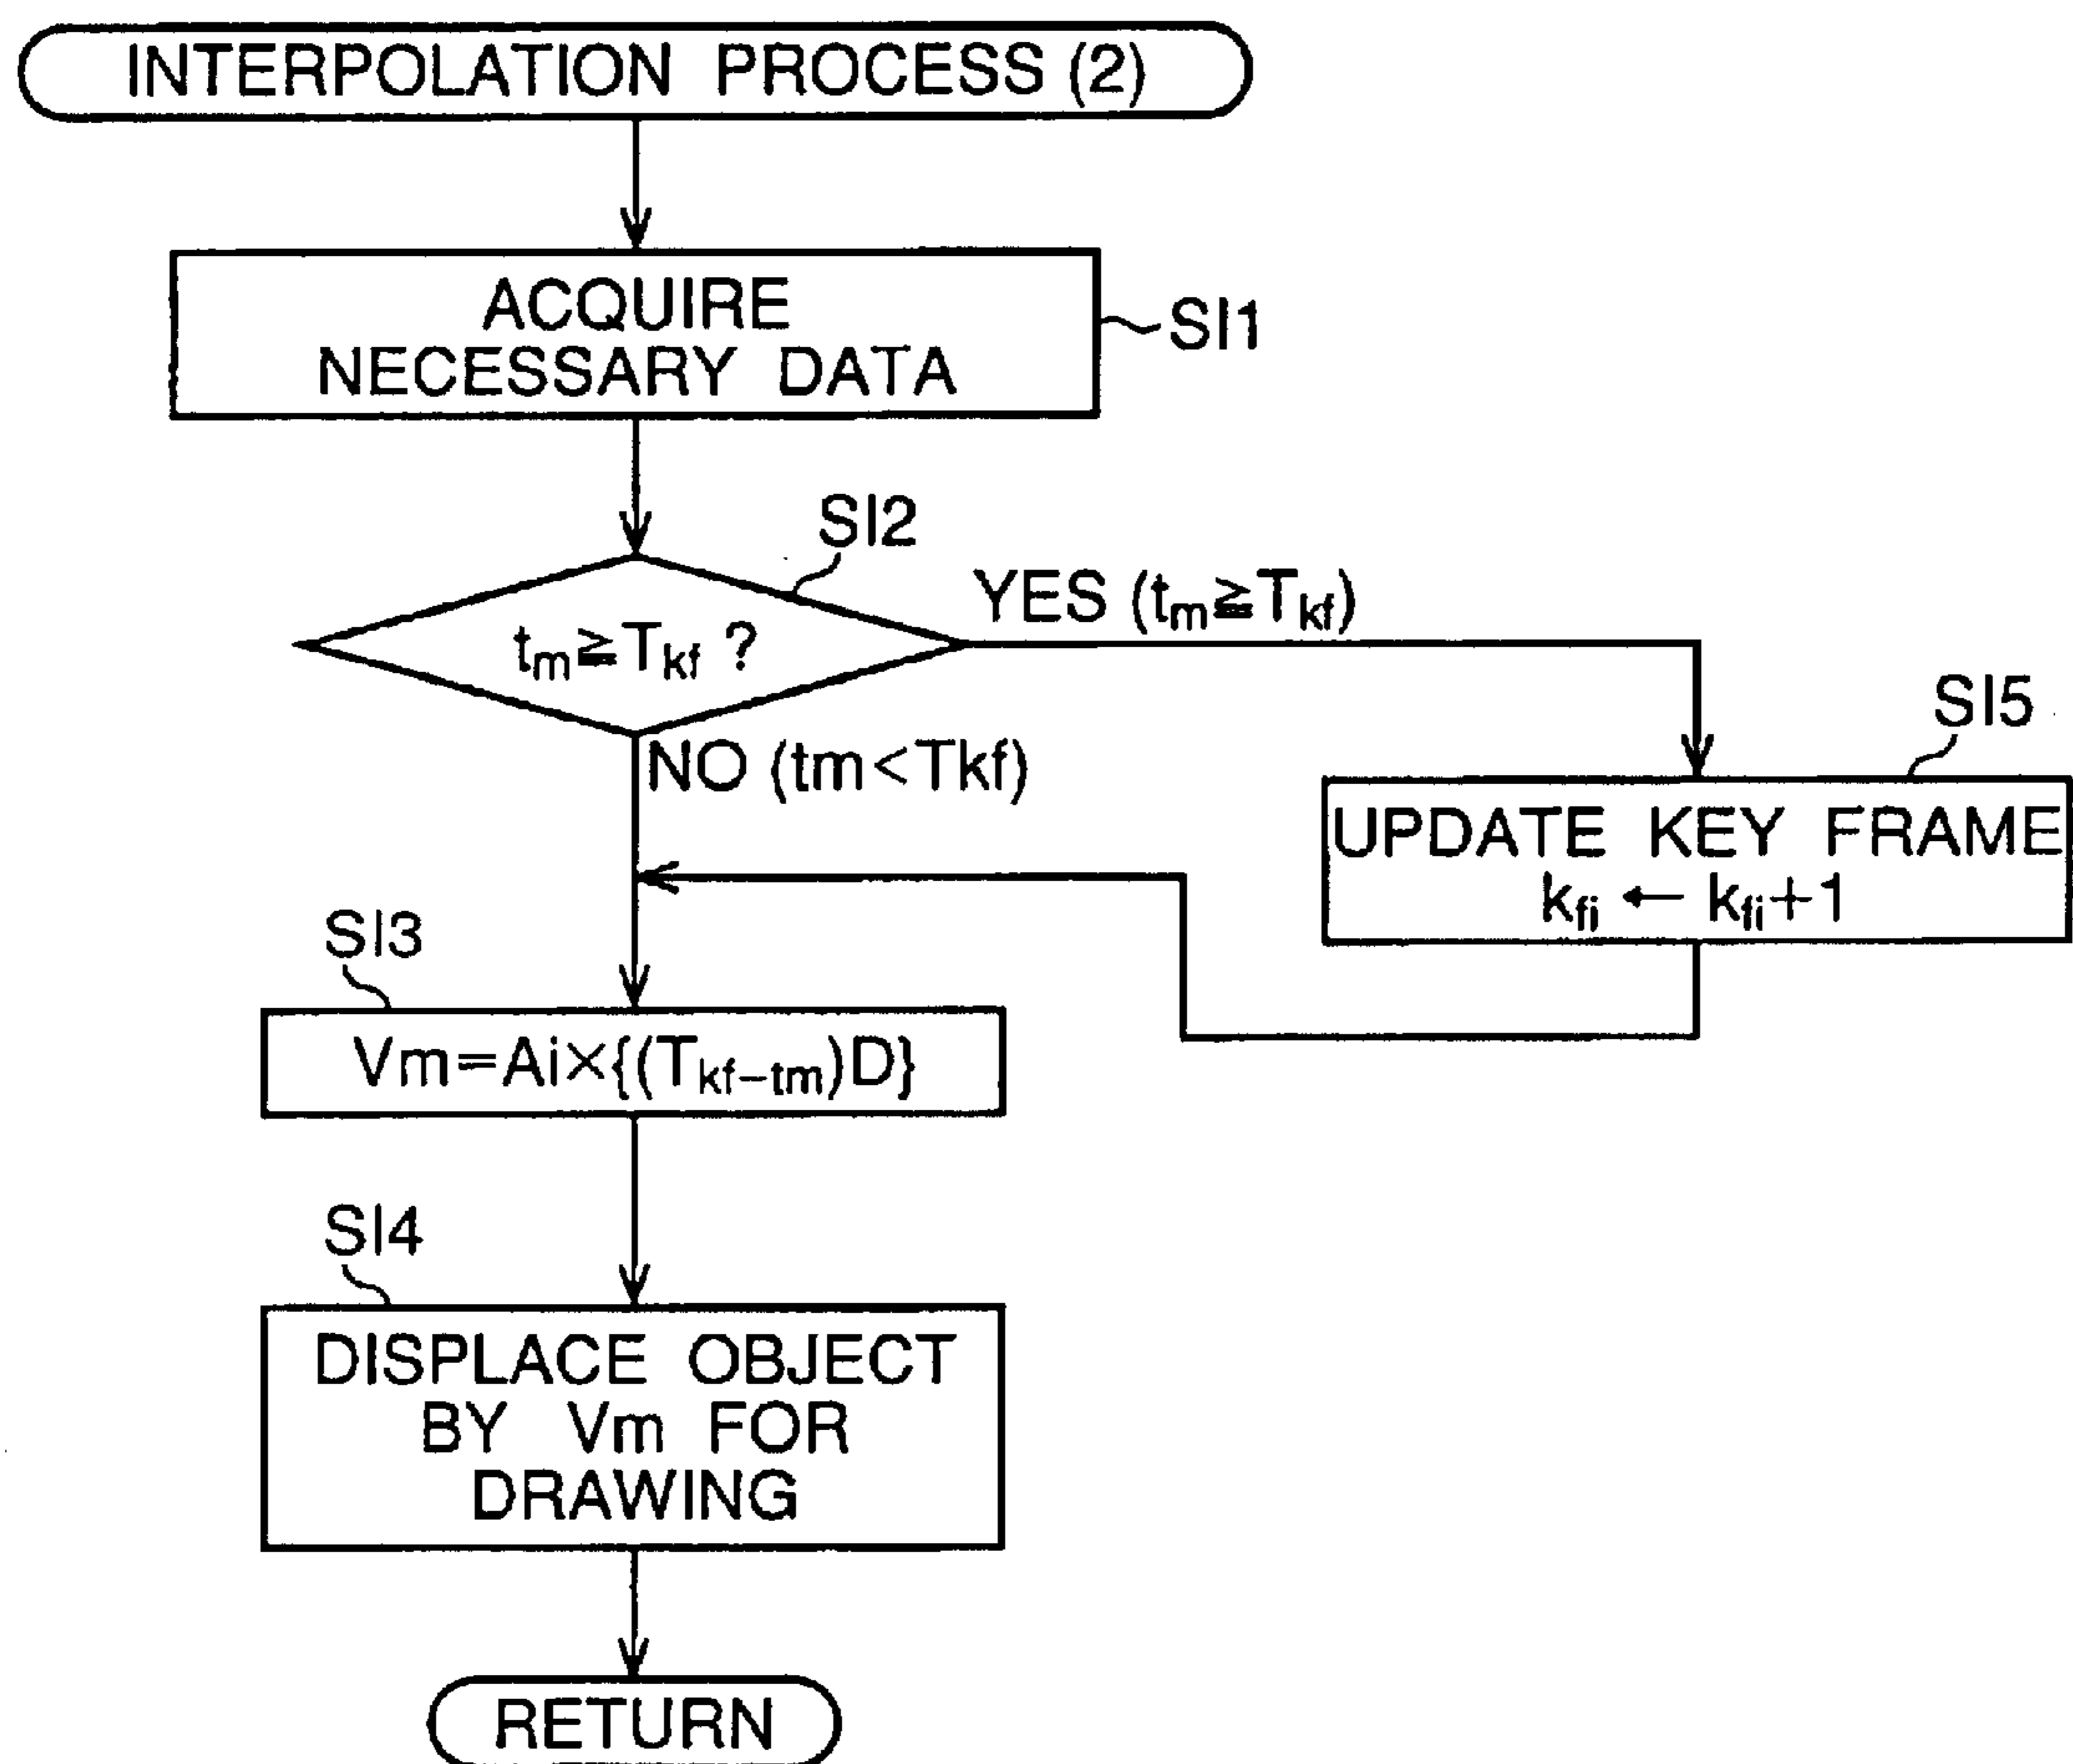 INTERPOLATION PROCESS (2)
ACQUIRE
NECESSARY DATA
SI1
SI2
tm≧Tkf ?
YES (tm≧Tkf)
NO (tm<Tkf)
SI5
UPDATE KEY FRAME
kfi ← kfi+1
SI3
Vm=Ai×{(Tkf−tm)D}
SI4
DISPLACE OBJECT
BY Vm FOR
DRAWING
RETURN